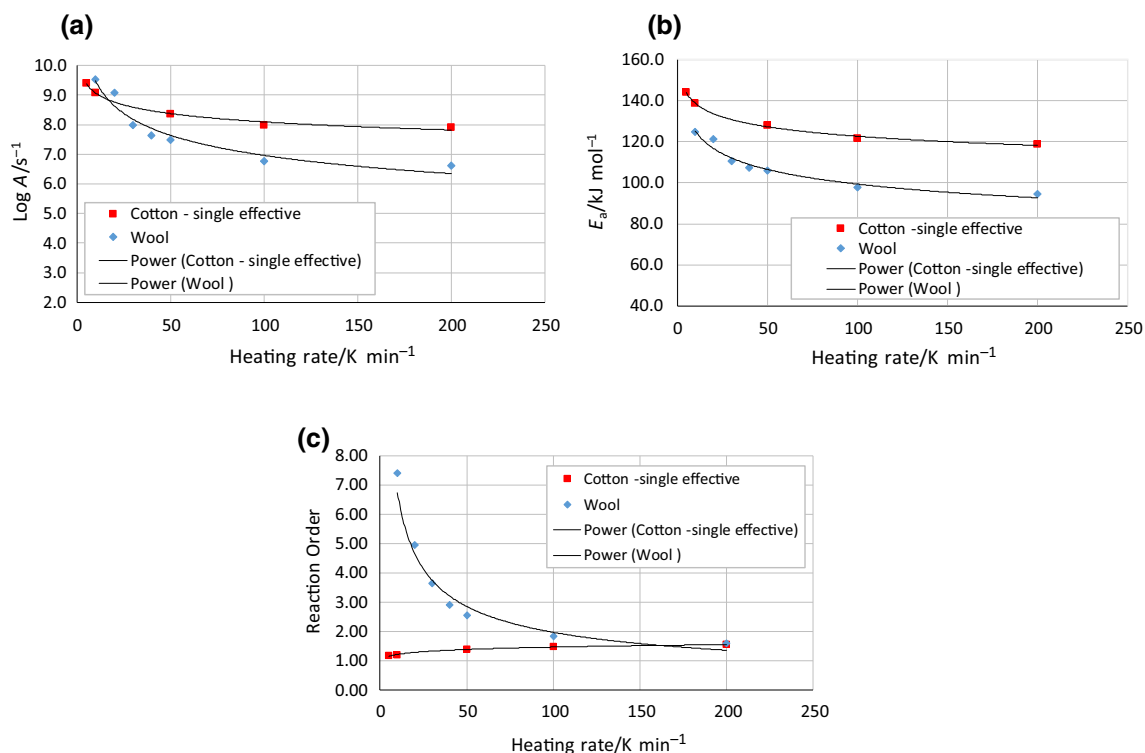 (a)
Log A/s⁻¹
10.0
9.0
8.0
7.0
6.0
5.0
4.0
3.0
2.0
Cotton - single effective
Wool
Power (Cotton - single effective)
Power (Wool )
0 50 100 150 200 250
Heating rate/K min⁻¹
(b)
Eₐ/kJ mol⁻¹
160.0
140.0
120.0
100.0
80.0
60.0
40.0
Cotton -single effective
Wool
Power (Cotton -single effective)
Power (Wool )
0 50 100 150 200 250
Heating rate/K min⁻¹
(c)
Reaction Order
8.00
7.00
6.00
5.00
4.00
3.00
2.00
1.00
0.00
Cotton -single effective
Wool
Power (Cotton -single effective)
Power (Wool )
0 50 100 150 200 250
Heating rate/K min⁻¹